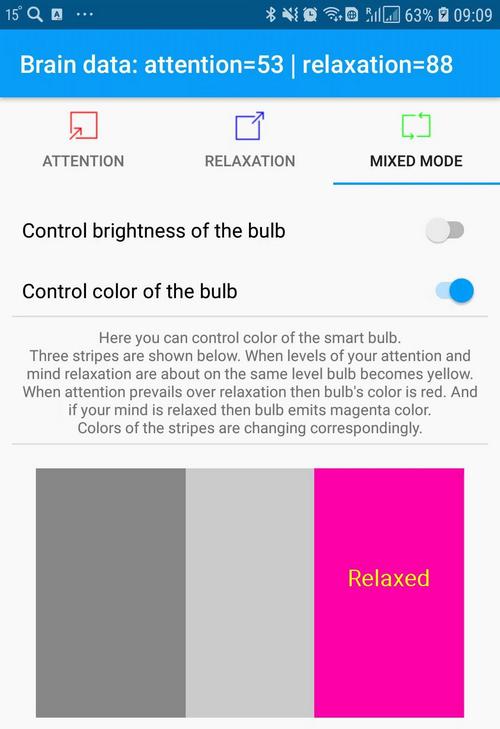 15° 63% 09:09
Brain data: attention=53 | relaxation=88
ATTENTION RELAXATION MIXED MODE
Control brightness of the bulb
Control color of the bulb
Here you can control color of the smart bulb.
Three stripes are shown below. When levels of your attention and
mind relaxation are about on the same level bulb becomes yellow.
When attention prevails over relaxation then bulb's color is red. And
if your mind is relaxed then bulb emits magenta color.
Colors of the stripes are changing correspondingly.
Relaxed